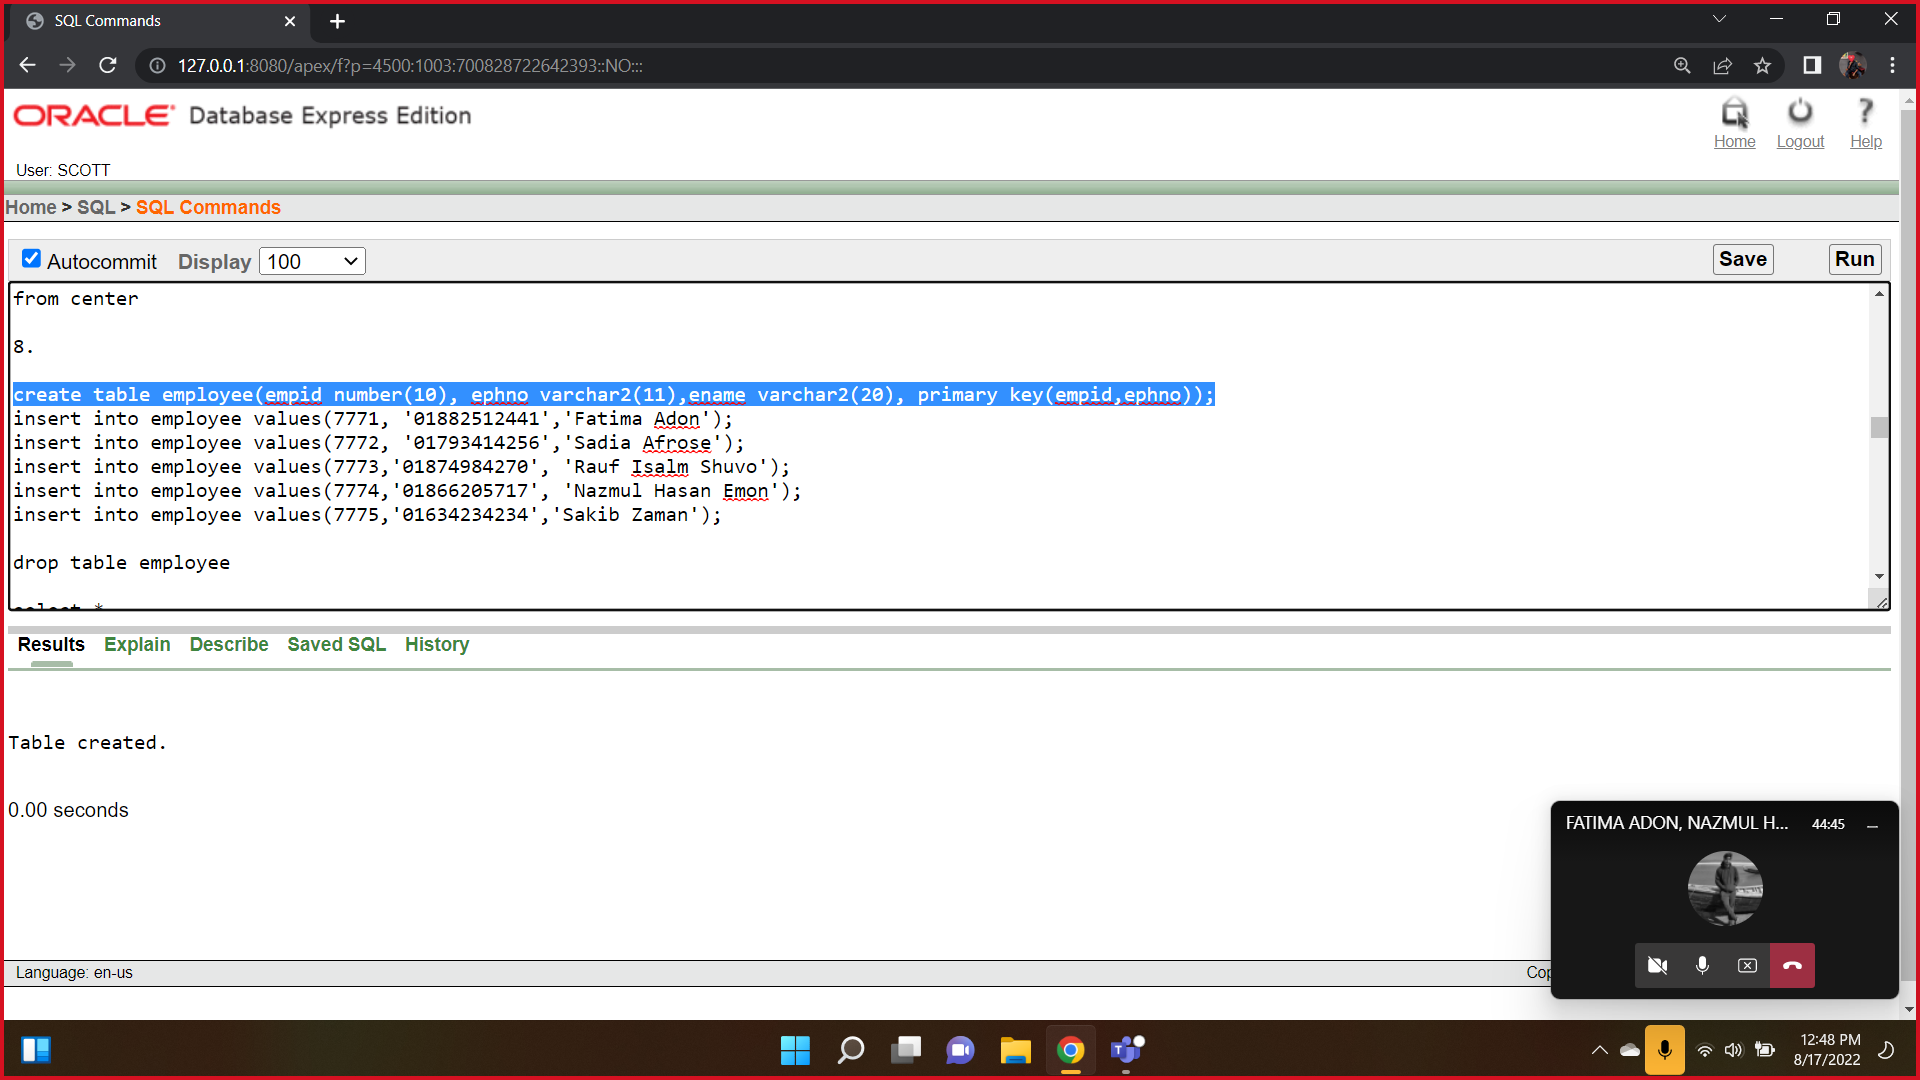 SQL Commands
127.0.0.1:8080/apex/f?p=4500:1003:700828722642393::NO:::
ORACLE Database Express Edition
Home Logout Help
User: SCOTT
Home > SQL > SQL Commands
Autocommit Display 100 Save Run
from center
8.
create table employee(empid number(10), ephno varchar2(11),ename varchar2(20), primary key(empid,ephno));
insert into employee values(7771, '01882512441','Fatima Adon');
insert into employee values(7772, '01793414256','Sadia Afrose');
insert into employee values(7773,'01874984270', 'Rauf Isalm Shuvo');
insert into employee values(7774,'01866205717', 'Nazmul Hasan Emon');
insert into employee values(7775,'01634234234','Sakib Zaman');
drop table employee
select *
Results Explain Describe Saved SQL History
Table created.
0.00 seconds
FATIMA ADON, NAZMUL H... 44:45
Language: en-us
Cop
12:48 PM
8/17/2022